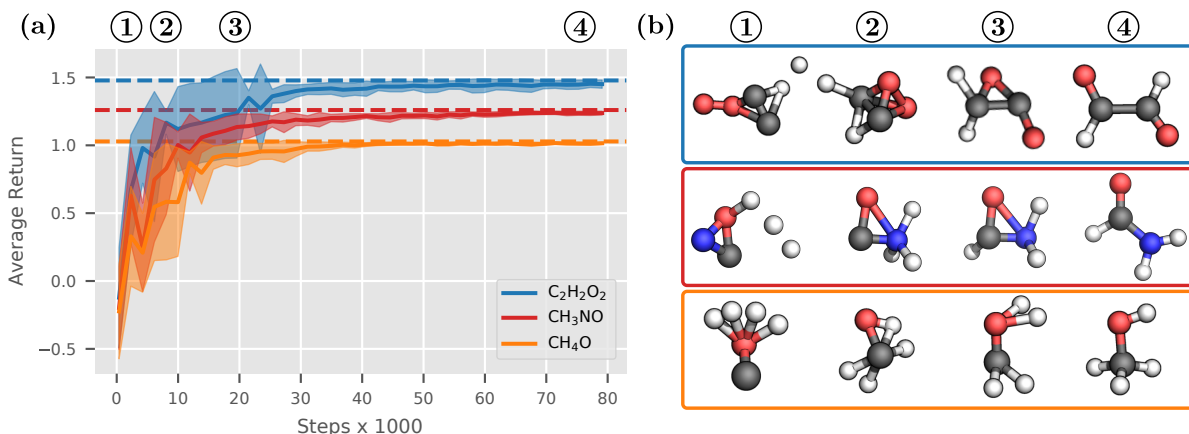 (a)
① ② ③ ④
Average Return
1.5
1.0
0.5
0.0
−0.5
0 10 20 30 40 50 60 70 80
Steps x 1000
C₂H₂O₂
CH₃NO
CH₄O
(b)
① ② ③ ④